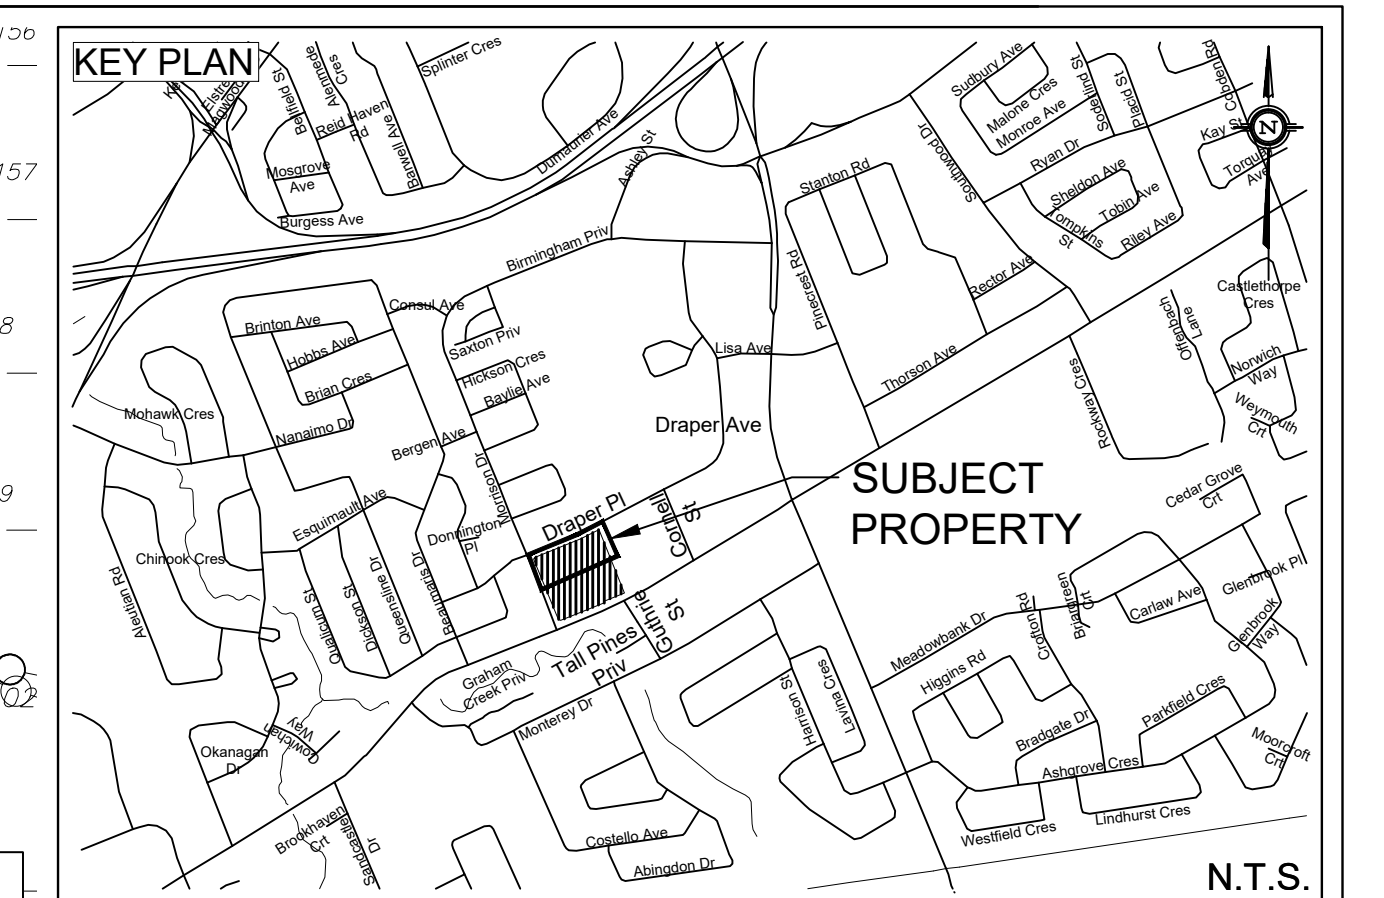 156
157
8
9
02
KEY PLAN
Bellfield St
Alenmede
Cres
Splinter Cres
Reid Haven
Rd
Barwell Ave
Mosgrove
Ave
Burgess Ave
Dumaurier Ave
Ashley St
Birmingham Priv
Stanton Rd
Pinecrest Rd
Southwood Dr
Sudbury Ave
Malone Cres
Monroe Ave
Soderlind St
Placid St
Cobden Rd
Kay St
N
Ryan Dr
Sheldon Ave
Tobin Ave
Tompkins
St
Riley Ave
Rector Ave
Castlethorpe
Cres
Offenbach
Lane
Norwich
Way
Weymouth
Crt
Consul Ave
Brinton Ave
Hobbs Ave
Brian Cres
Nanaimo Dr
Mohawk Cres
Saxton Priv
Hickson Cres
Baylie Ave
Bergen Ave
Morrison Dr
Lisa Ave
Thorson Ave
Rockway Cres
Draper Ave
SUBJECT
PROPERTY
Draper Pl
Cornell
St
Cedar Grove
Crt
Esquimault Ave
Donnington
Pl
Chinook Cres
Aleutian Rd
Qualicum St
Dickson St
Queensline Dr
Beaumaris Dr
Guthrie
St
Tall Pines
Priv
Graham
Creek Priv
Monterey Dr
Harrison St
Lavina Cres
Meadowbank Dr
Higgins Rd
Crofton Rd
Briargreen
Crt
Carlaw Ave
Glenbrook Pl
Glenbrook
Way
Parkfield Cres
Bradgate Dr
Ashgrove Cres
Moorcroft
Crt
Lindhurst Cres
Westfield Cres
Cowichan
Way
Okanagan
Dr
Brookhaven
Crt
Sandcastle
Dr
Costello Ave
Abingdon Dr
N.T.S.